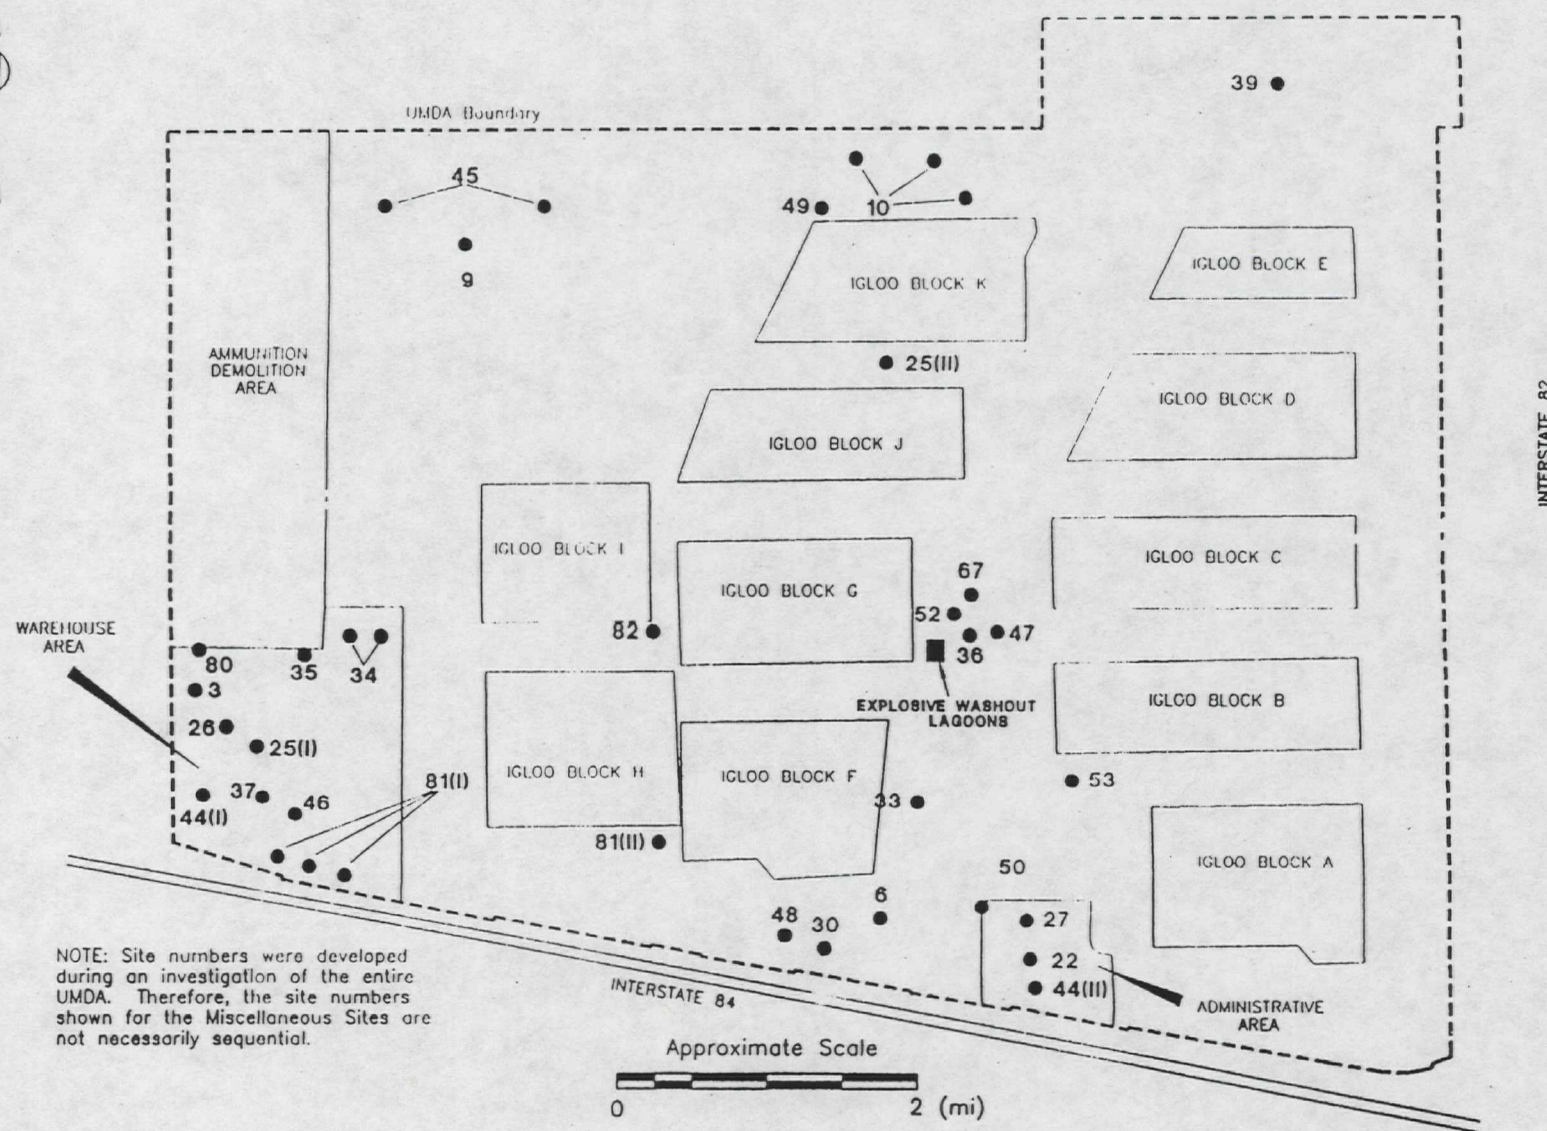 39
UMDA Boundary
45
49
10
9
IGLOO BLOCK K
IGLOO BLOCK E
AMMUNITION
DEMOLITION
AREA
25(II)
IGLOO BLOCK D
INTERSTATE 82
IGLOO BLOCK J
IGLOO BLOCK I
IGLOO BLOCK G
IGLOO BLOCK C
67
52
WAREHOUSE
AREA
82
47
36
80
35
34
3
EXPLOSIVE WASHOUT
LAGOONS
IGLOO BLOCK B
26
25(I)
IGLOO BLOCK H
IGLOO BLOCK F
81(I)
53
37
46
33
44(I)
81(II)
IGLOO BLOCK A
50
6
48
30
27
22
44(II)
NOTE: Site numbers were developed
during an investigation of the entire
UMDA. Therefore, the site numbers
shown for the Miscellaneous Sites are
not necessarily sequential.
INTERSTATE 84
ADMINISTRATIVE
AREA
Approximate Scale
0
2 (mi)